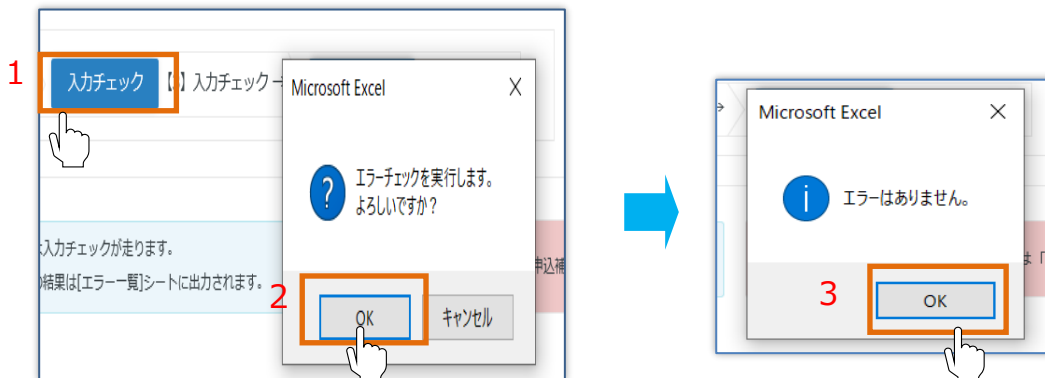 1
入力チェック
】入力チェック
Microsoft Excel
エラーチェックを実行します。
よろしいですか?
入力チェックが走ります。
結果は[エラー一覧]シートに出力されます。
申込補
2
OK
キャンセル
Microsoft Excel
エラーはありません。
は「
3
OK